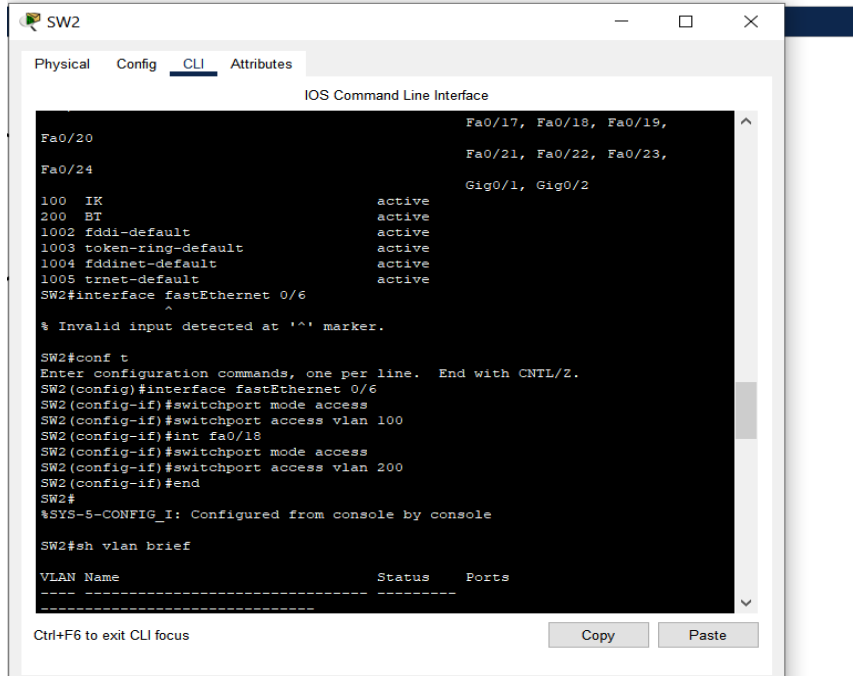 SW2
Physical Config CLI Attributes
IOS Command Line Interface
Fa0/17, Fa0/18, Fa0/19,
Fa0/20
Fa0/21, Fa0/22, Fa0/23,
Fa0/24
Gig0/1, Gig0/2
100 IK active
200 BT active
1002 fddi-default active
1003 token-ring-default active
1004 fddinet-default active
1005 trnet-default active
SW2#interface fastEthernet 0/6
^
% Invalid input detected at '^' marker.
SW2#conf t
Enter configuration commands, one per line. End with CNTL/Z.
SW2(config)#interface fastEthernet 0/6
SW2(config-if)#switchport mode access
SW2(config-if)#switchport access vlan 100
SW2(config-if)#int fa0/18
SW2(config-if)#switchport mode access
SW2(config-if)#switchport access vlan 200
SW2(config-if)#end
SW2#
%SYS-5-CONFIG_I: Configured from console by console
SW2#sh vlan brief
VLAN Name Status Ports
---- -------------------------------- ---------
-------------------------------
Ctrl+F6 to exit CLI focus
Copy Paste